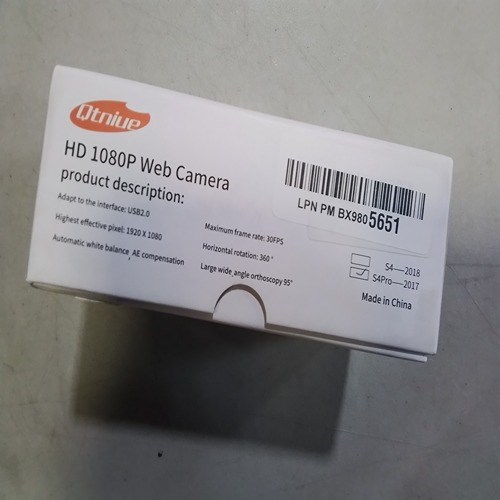 Qtniue
HD 1080P Web Camera
product description:
Adapt to the interface: USB2.0
Highest effective pixel: 1920 X 1080
Automatic white balance, AE compensation
Maximum frame rate: 30FPS
Horizontal rotation: 360°
Large wide angle orthoscopy 95°
LPN PM BX980 5651
S4—2018
S4Pro—2017
Made in China